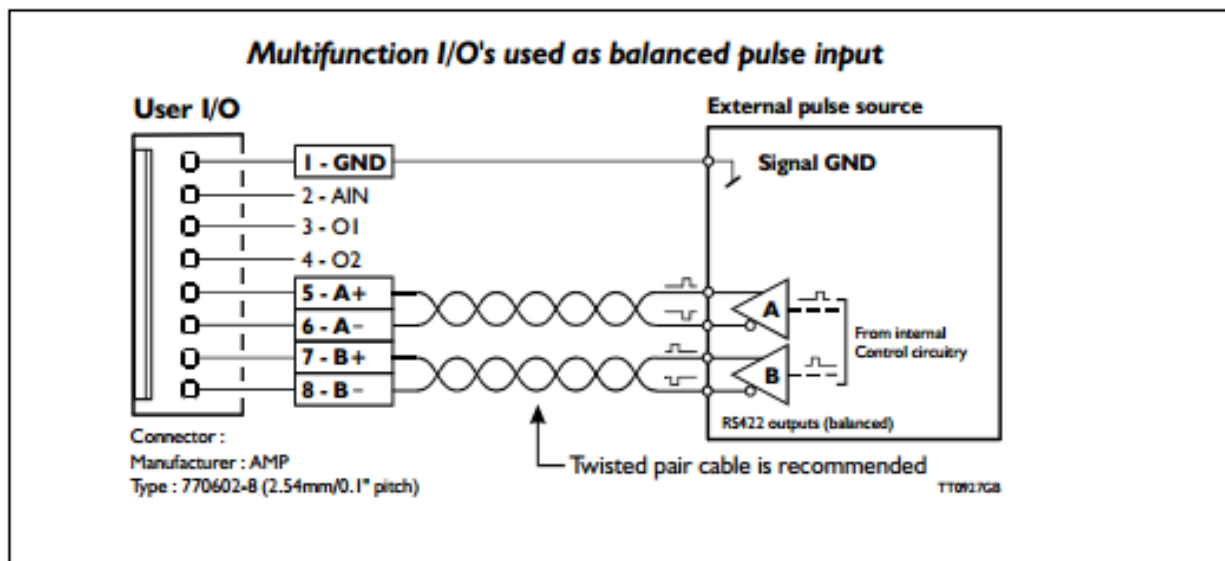 Multifunction I/O's used as balanced pulse input
User I/O
External pulse source
1 - GND
Signal GND
2 - AIN
3 - O1
4 - O2
5 - A+
6 - A−
7 - B+
8 - B−
A
B
From internal
Control circuitry
RS422 outputs (balanced)
Connector :
Manufacturer : AMP
Type : 770602-8 (2.54mm/0.1" pitch)
Twisted pair cable is recommended
TT0927GB